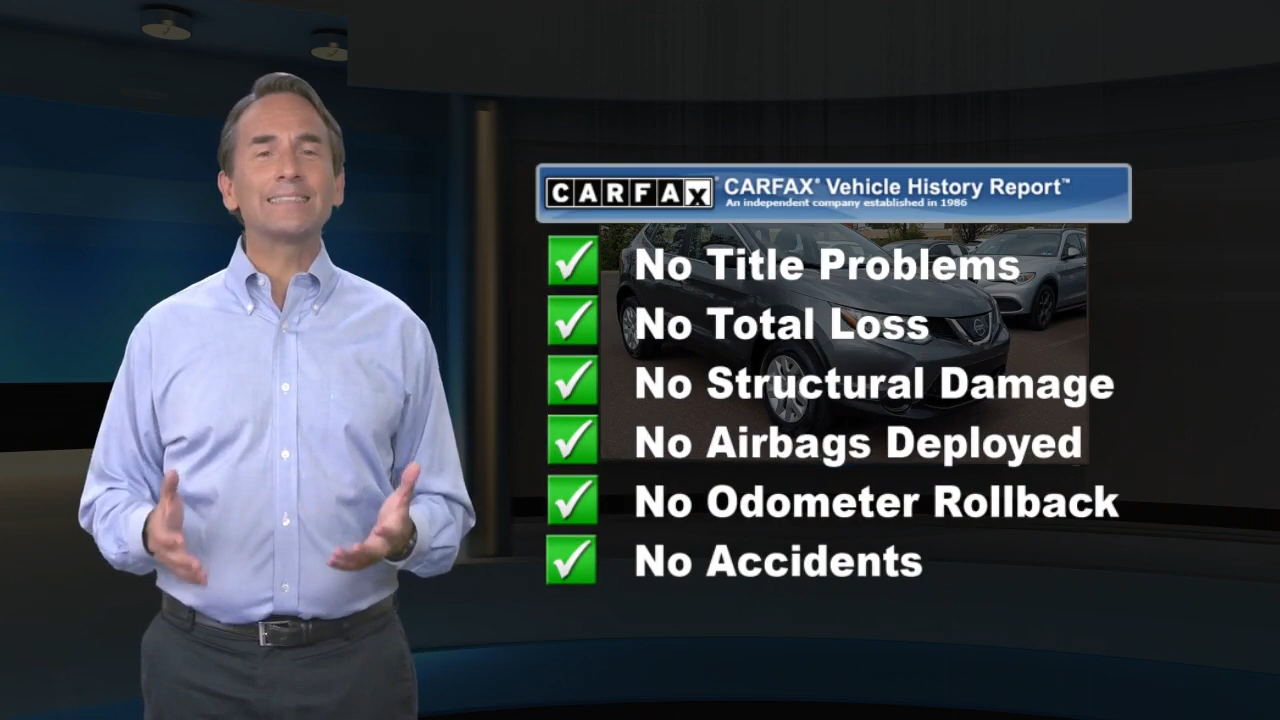 CARFAX® CARFAX® Vehicle History Report™
An independent company established in 1986
No Title Problems
No Total Loss
No Structural Damage
No Airbags Deployed
No Odometer Rollback
No Accidents